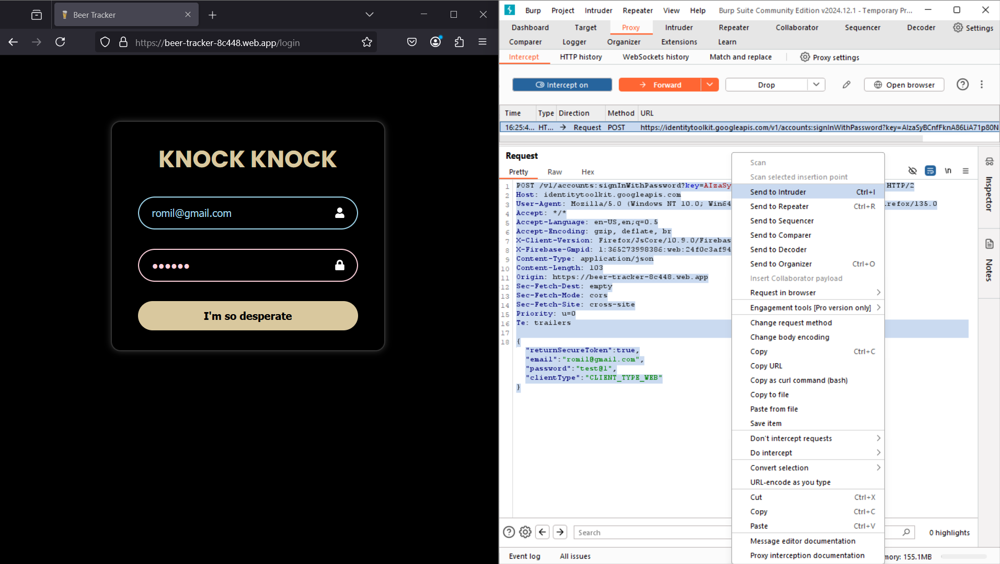 Beer Tracker
https://beer-tracker-8c448.web.app/login
KNOCK KNOCK
romil@gmail.com
••••••
I'm so desperate
Burp Project Intruder Repeater View Help Burp Suite Community Edition v2024.12.1 - Temporary Pr...
Dashboard Target Proxy Intruder Repeater Collaborator Sequencer Decoder Settings
Comparer Logger Organizer Extensions Learn
Intercept HTTP history WebSockets history Match and replace Proxy settings
Intercept on Forward Drop Open browser
Time Type Direction Method URL
16:25:4... HT... → Request POST https://identitytoolkit.googleapis.com/v1/accounts:signInWithPassword?key=AIzaSyBCnfFknA86LiA71p80N
Request
Pretty Raw Hex \n
1 POST /v1/accounts:signInWithPassword?key=AIzaSy HTTP/2
2 Host: identitytoolkit.googleapis.com
3 User-Agent: Mozilla/5.0 (Windows NT 10.0; Win64 refox/135.0
4 Accept: */*
5 Accept-Language: en-US,en;q=0.5
6 Accept-Encoding: gzip, deflate, br
7 X-Client-Version: Firefox/JsCore/10.9.0/Firebas
8 X-Firebase-Gmpid: 1:365273998386:web:24f0c3af94
9 Content-Type: application/json
10 Content-Length: 103
11 Origin: https://beer-tracker-8c448.web.app
12 Sec-Fetch-Dest: empty
13 Sec-Fetch-Mode: cors
14 Sec-Fetch-Site: cross-site
15 Priority: u=0
16 Te: trailers
17
18 {
"returnSecureToken":true,
"email":"romil@gmail.com",
"password":"test@1",
"clientType":"CLIENT_TYPE_WEB"
}
Scan
Scan selected insertion point
Send to Intruder Ctrl+I
Send to Repeater Ctrl+R
Send to Sequencer
Send to Comparer
Send to Decoder
Send to Organizer Ctrl+O
Insert Collaborator payload
Request in browser
Engagement tools [Pro version only]
Change request method
Change body encoding
Copy Ctrl+C
Copy URL
Copy as curl command (bash)
Copy to file
Paste from file
Save item
Don't intercept requests
Do intercept
Convert selection
URL-encode as you type
Cut Ctrl+X
Copy Ctrl+C
Paste Ctrl+V
Message editor documentation
Proxy interception documentation
Inspector
Notes
Search 0 highlights
Event log All issues mory: 155.1MB